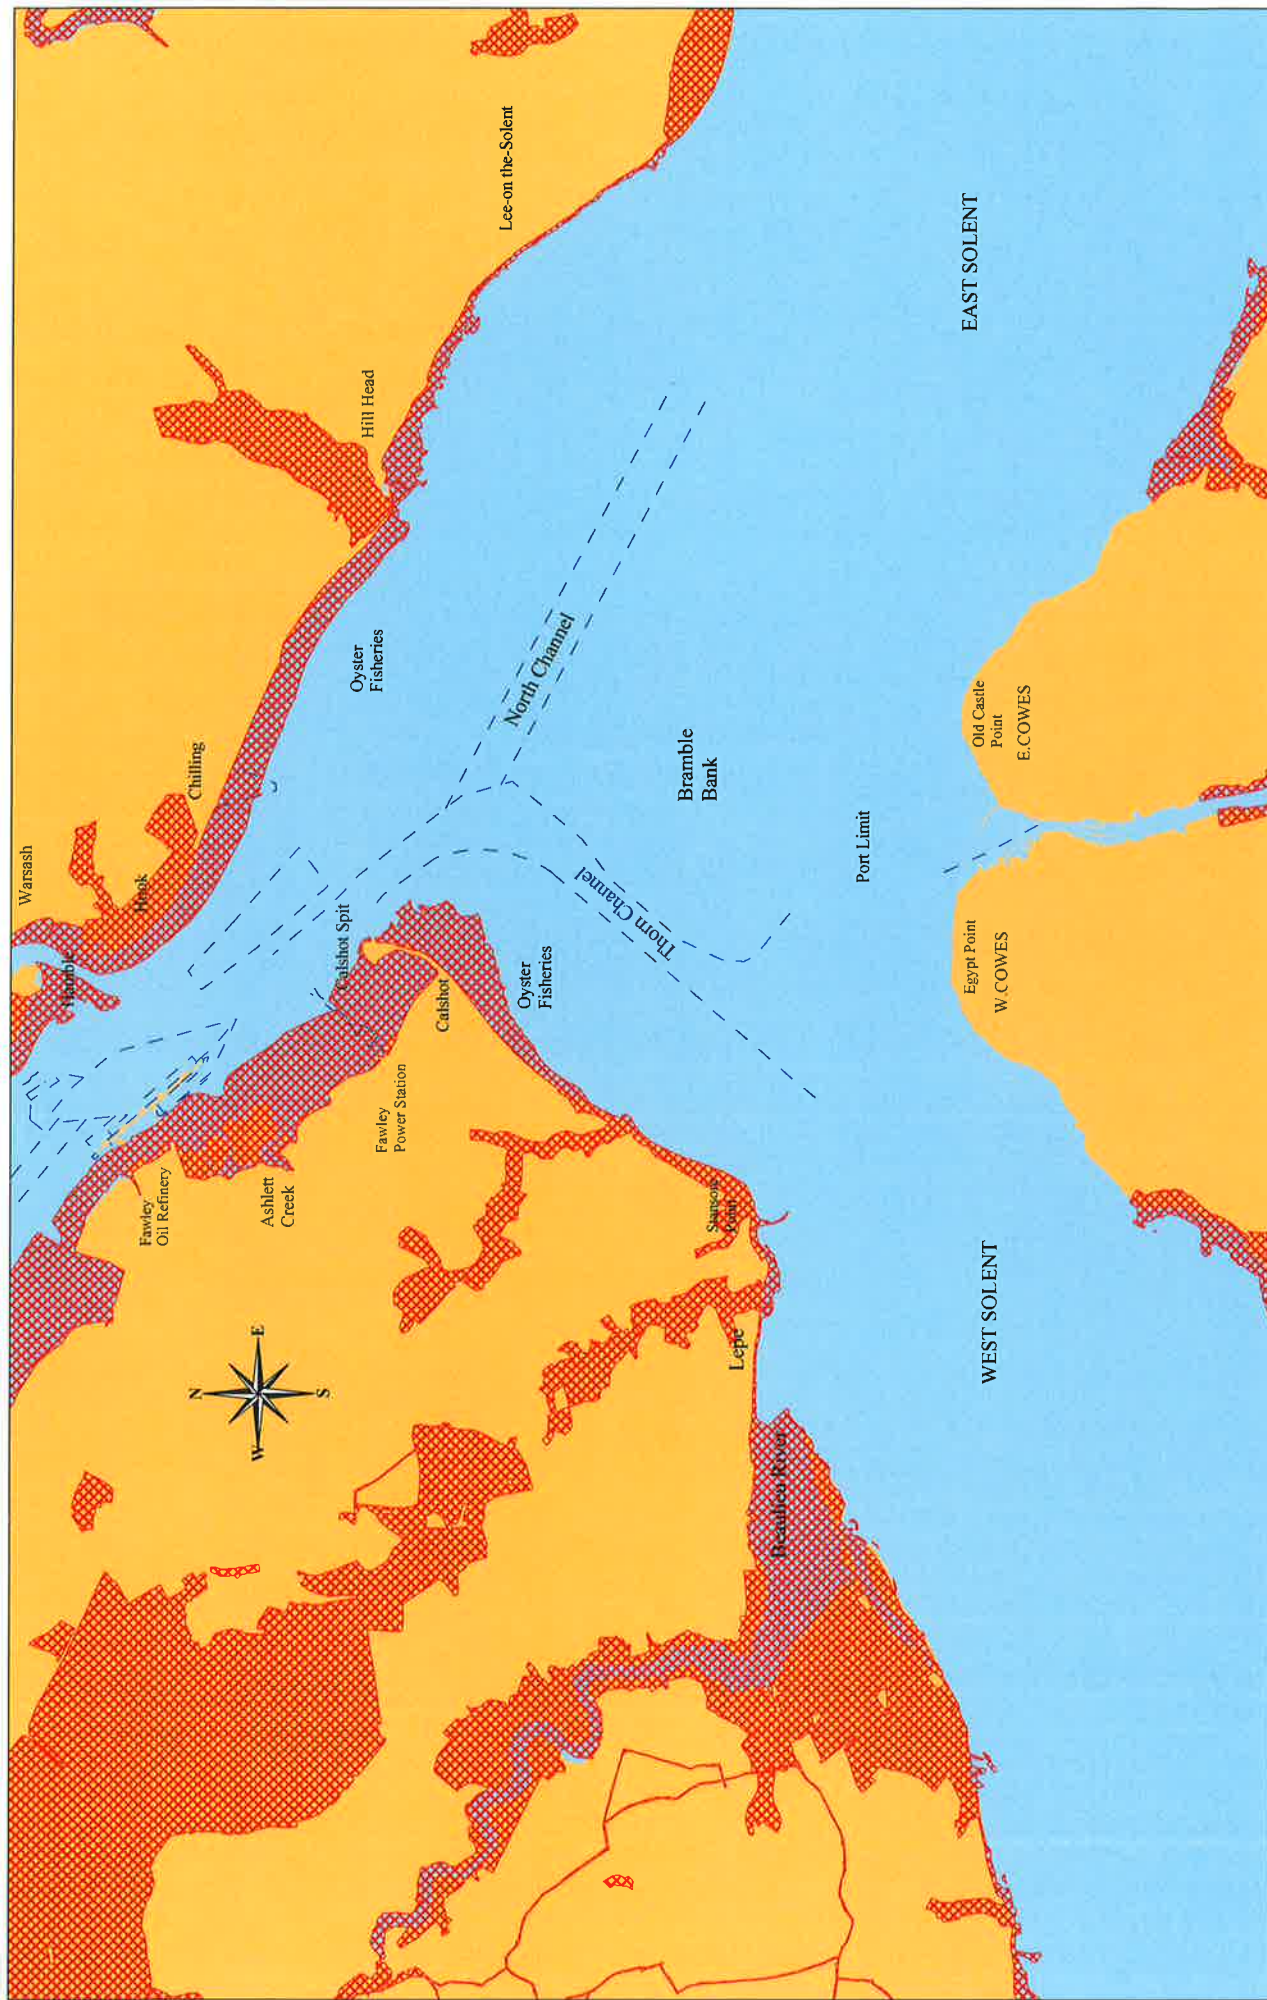 Warsash
Hamble
Hook
Fawley
Oil Refinery
Chilling
N
W
E
S
Ashlett
Creek
Calshot Spit
Oyster
Fisheries
Hill Head
Fawley
Power Station
Calshot
Lee-on the-Solent
Oyster
Fisheries
North Channel
Thorn Channel
Bramble
Bank
Stansore
Point
Lepe
Beaulieu River
Port Limit
WEST SOLENT
Egypt Point
W.COWES
Old Castle
Point
E.COWES
EAST SOLENT